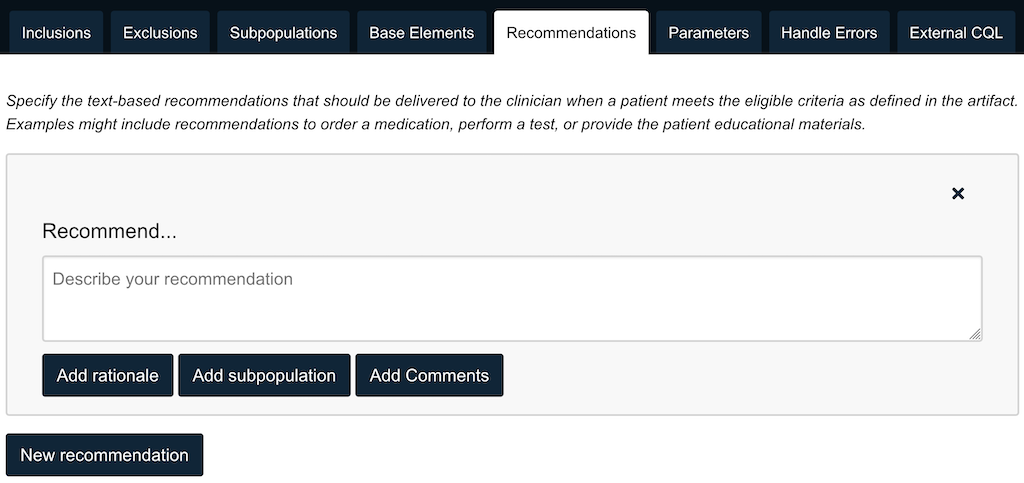 Inclusions Exclusions Subpopulations Base Elements Recommendations Parameters Handle Errors External CQL
Specify the text-based recommendations that should be delivered to the clinician when a patient meets the eligible criteria as defined in the artifact.
Examples might include recommendations to order a medication, perform a test, or provide the patient educational materials.
Recommend...
Describe your recommendation
Add rationale Add subpopulation Add Comments
New recommendation